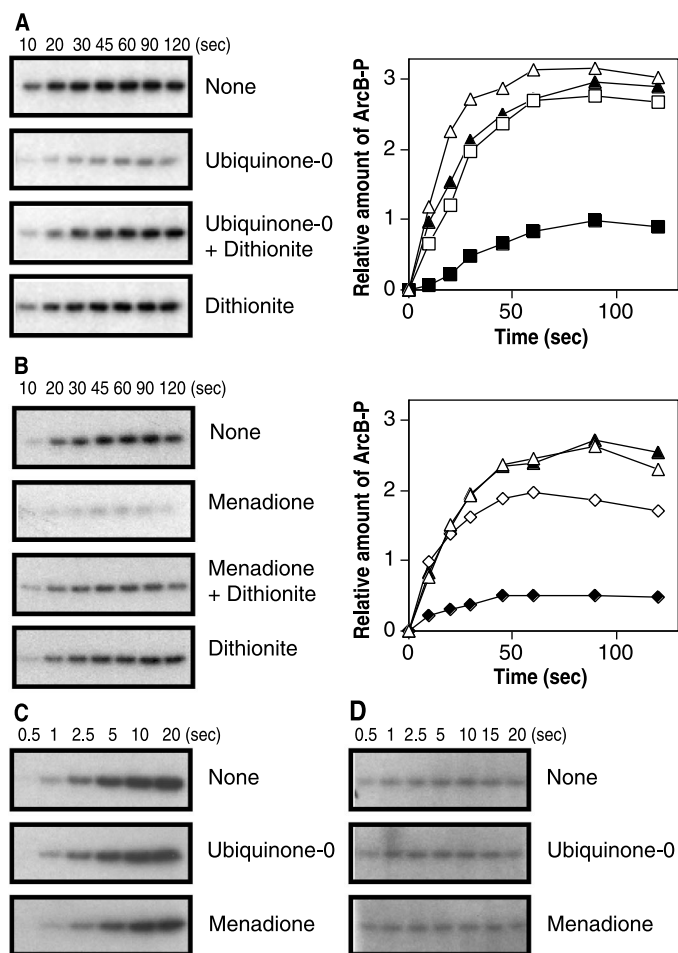 A
10 20 30 45 60 90 120 (sec)
None
Ubiquinone-0
Ubiquinone-0
+ Dithionite
Dithionite
Relative amount of ArcB-P
3
2
1
0
0 50 100
Time (sec)
B
10 20 30 45 60 90 120 (sec)
None
Menadione
Menadione
+ Dithionite
Dithionite
Relative amount of ArcB-P
3
2
1
0
0 50 100
Time (sec)
C
0.5 1 2.5 5 10 20 (sec)
None
Ubiquinone-0
Menadione
D
0.5 1 2.5 5 10 15 20 (sec)
None
Ubiquinone-0
Menadione